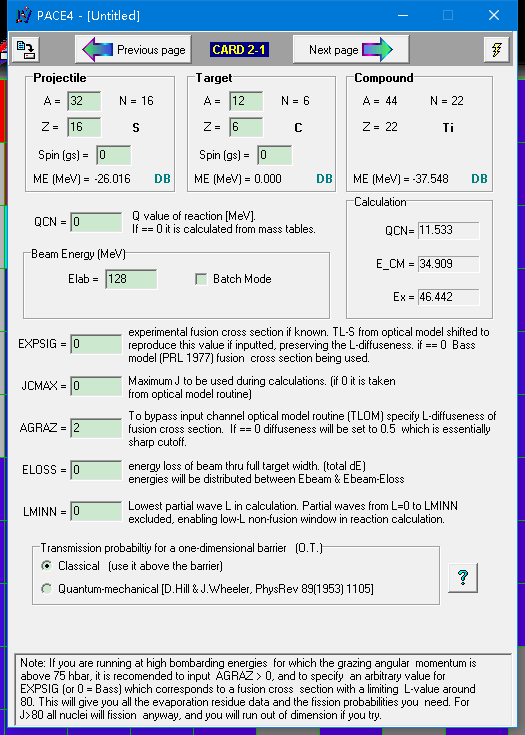 PACE4 - [Untitled]
Previous page
CARD 2-1
Next page
Projectile
A = 32 N = 16
Z = 16 S
Spin (gs) = 0
ME (MeV) = -26.016 DB
Target
A = 12 N = 6
Z = 6 C
Spin (gs) = 0
ME (MeV) = 0.000 DB
Compound
A = 44 N = 22
Z = 22 Ti
ME (MeV) = -37.548 DB
QCN = 0
Q value of reaction [MeV].
If == 0 it is calculated from mass tables.
Beam Energy (MeV)
Elab = 128
Batch Mode
Calculation
QCN= 11.533
E_CM = 34.909
Ex = 46.442
EXPSIG = 0
experimental fusion cross section if known. TL-S from optical model shifted to
reproduce this value if inputted, preserving the L-diffuseness. if == 0 Bass
model (PRL 1977) fusion cross section being used.
JCMAX = 0
Maximum J to be used during calculations. (if 0 it is taken
from optical model routine)
AGRAZ = 2
To bypass input channel optical model routine (TLOM) specify L-diffuseness of
fusion cross section. If == 0 diffuseness will be set to 0.5 which is essentially
sharp cutoff.
ELOSS = 0
energy loss of beam thru full target width. (total dE)
energies will be distributed between Ebeam & Ebeam-Eloss
LMINN = 0
Lowest partial wave L in calculation. Partial waves from L=0 to LMINN
excluded, enabling low-L non-fusion window in reaction calculation.
Transmission probabiltiy for a one-dimensional barrier (O.T.)
Classical (use it above the barrier)
Quantum-mechanical [D.Hill & J.Wheeler, PhysRev 89(1953) 1105]
?
Note: If you are running at high bombarding energies for which the grazing angular momentum is
above 75 hbar, it is recomended to input AGRAZ > 0, and to specify an arbitrary value for
EXPSIG (or 0 = Bass) which corresponds to a fusion cross section with a limiting L-value around
80. This will give you all the evaporation residue data and the fission probabilities you need. For
J>80 all nuclei will fission anyway, and you will run out of dimension if you try.